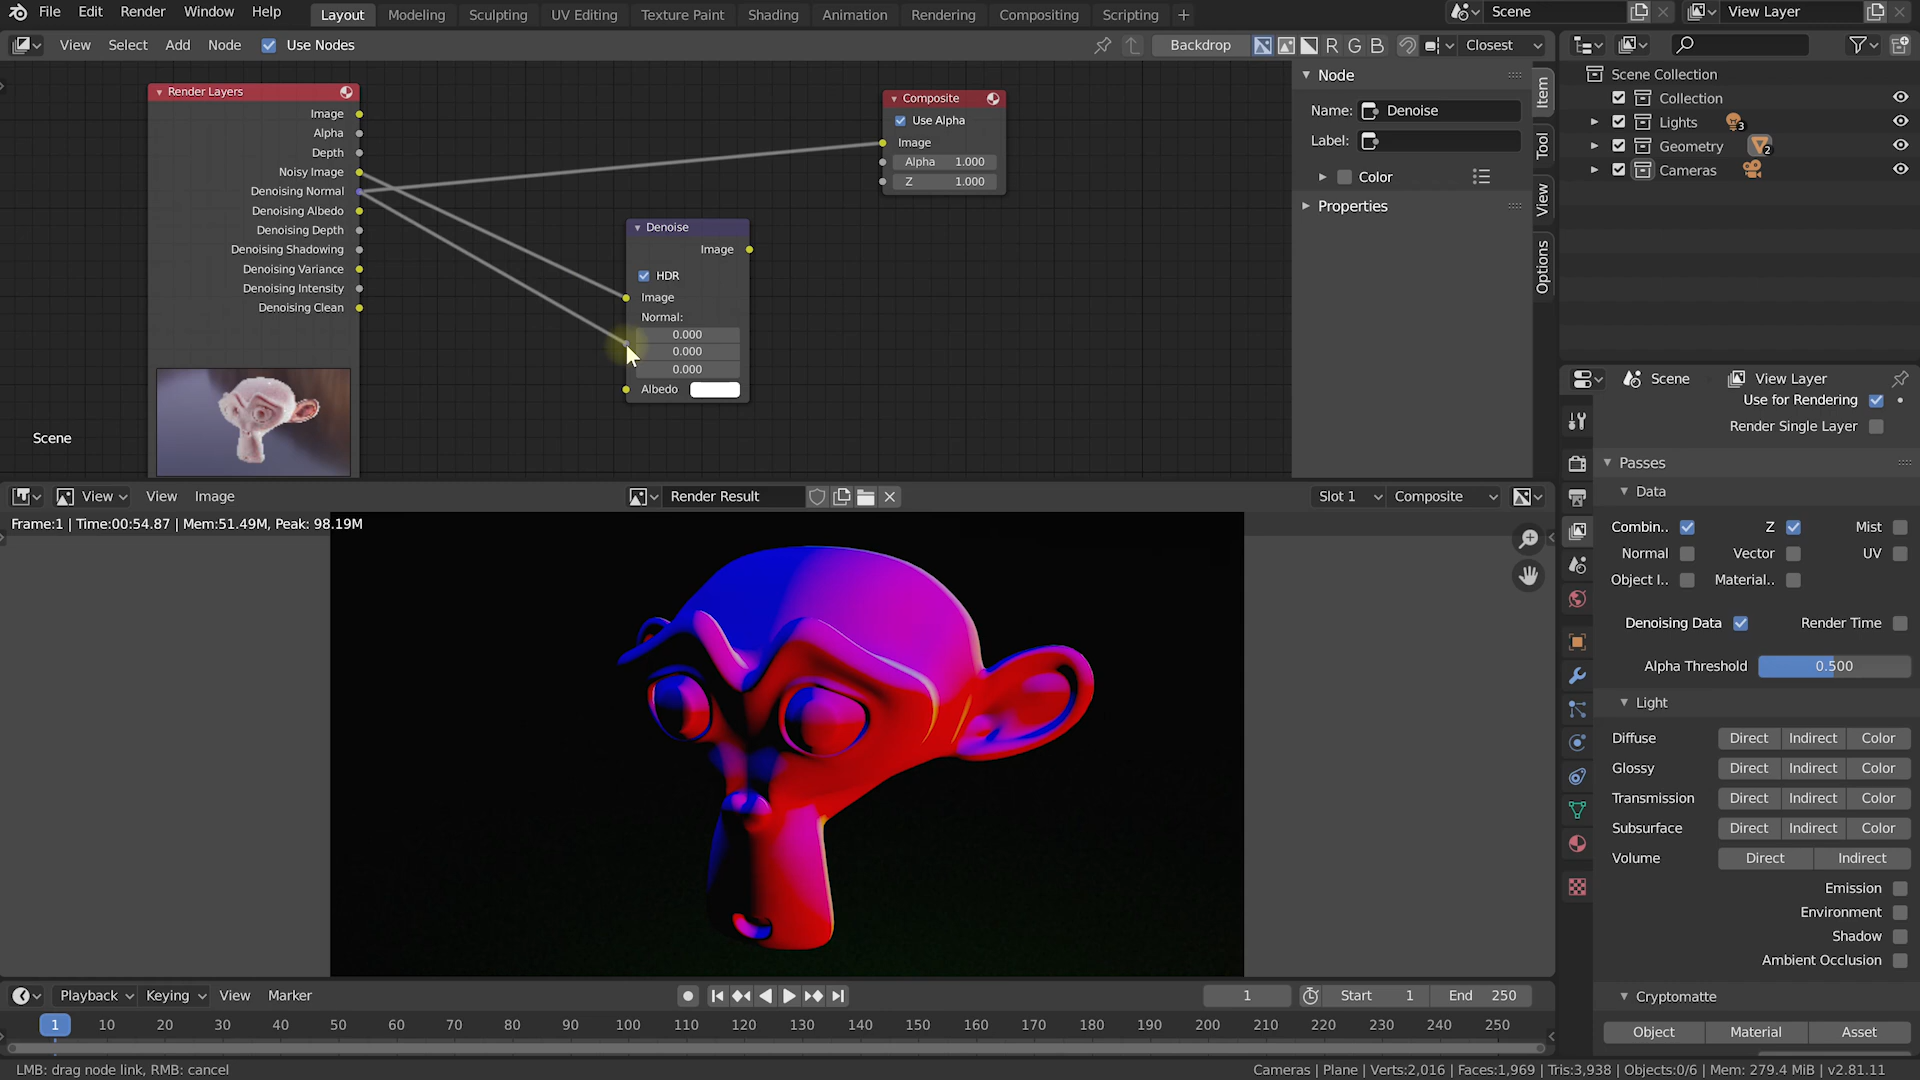 File Edit Render Window Help Layout Modeling Sculpting UV Editing Texture Paint Shading Animation Rendering Compositing Scripting + Scene View Layer
View Select Add Node Use Nodes Backdrop R G B Closest
Render Layers
Image
Alpha
Depth
Noisy Image
Denoising Normal
Denoising Albedo
Denoising Depth
Denoising Shadowing
Denoising Variance
Denoising Intensity
Denoising Clean
Scene
Denoise
Image
HDR
Image
Normal:
0.000
0.000
0.000
Albedo
Composite
Use Alpha
Image
Alpha 1.000
Z 1.000
Node
Name: Denoise
Label:
Color
Properties
Item
Tool
View
Options
Scene Collection
Collection
Lights 3
Geometry 2
Cameras
Scene View Layer
Use for Rendering
Render Single Layer
Passes
Data
Combin.. Z Mist
Normal Vector UV
Object I.. Material..
Denoising Data Render Time
Alpha Threshold 0.500
Light
Diffuse Direct Indirect Color
Glossy Direct Indirect Color
Transmission Direct Indirect Color
Subsurface Direct Indirect Color
Volume Direct Indirect
Emission
Environment
Shadow
Ambient Occlusion
Cryptomatte
Object Material Asset
View View Image Render Result Slot 1 Composite
Frame:1 | Time:00:54.87 | Mem:51.49M, Peak: 98.19M
Playback Keying View Marker 1 Start 1 End 250
1 10 20 30 40 50 60 70 80 90 100 110 120 130 140 150 160 170 180 190 200 210 220 230 240 250
LMB: drag node link, RMB: cancel
Cameras | Plane | Verts:2,016 | Faces:1,969 | Tris:3,938 | Objects:0/6 | Mem: 279.4 MiB | v2.81.11